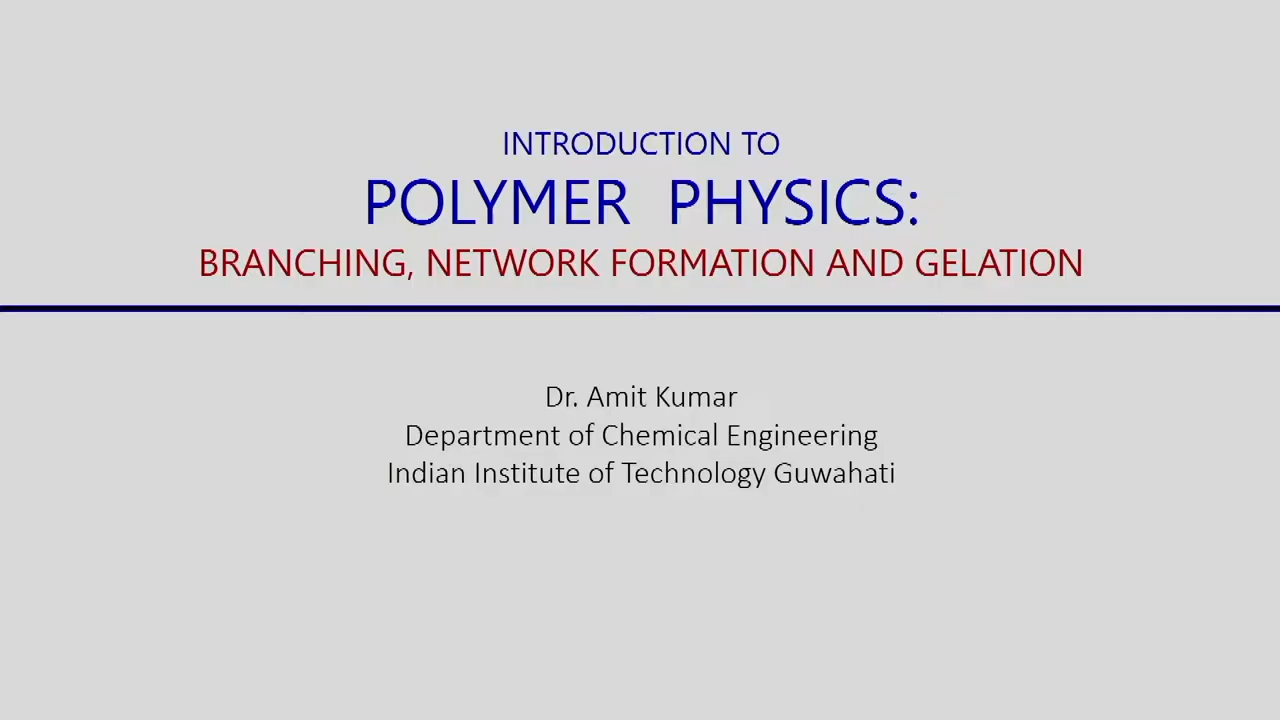 INTRODUCTION TO
POLYMER PHYSICS:
BRANCHING, NETWORK FORMATION AND GELATION
Dr. Amit Kumar
Department of Chemical Engineering
Indian Institute of Technology Guwahati